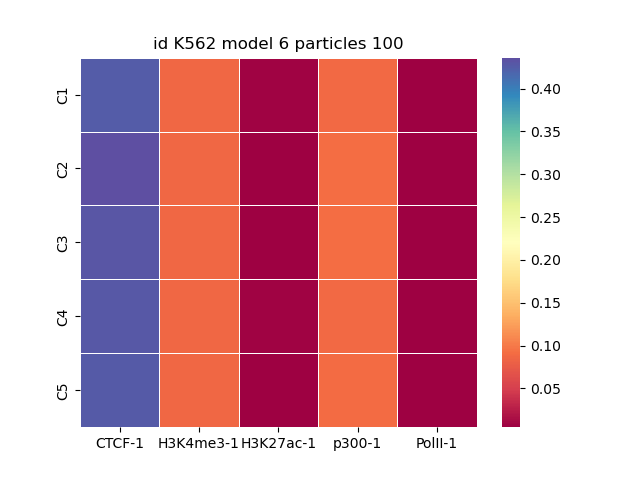 id K562 model 6 particles 100
C1
C2
C3
C4
C5
CTCF-1 H3K4me3-1 H3K27ac-1 p300-1 PolII-1
0.40
0.35
0.30
0.25
0.20
0.15
0.10
0.05